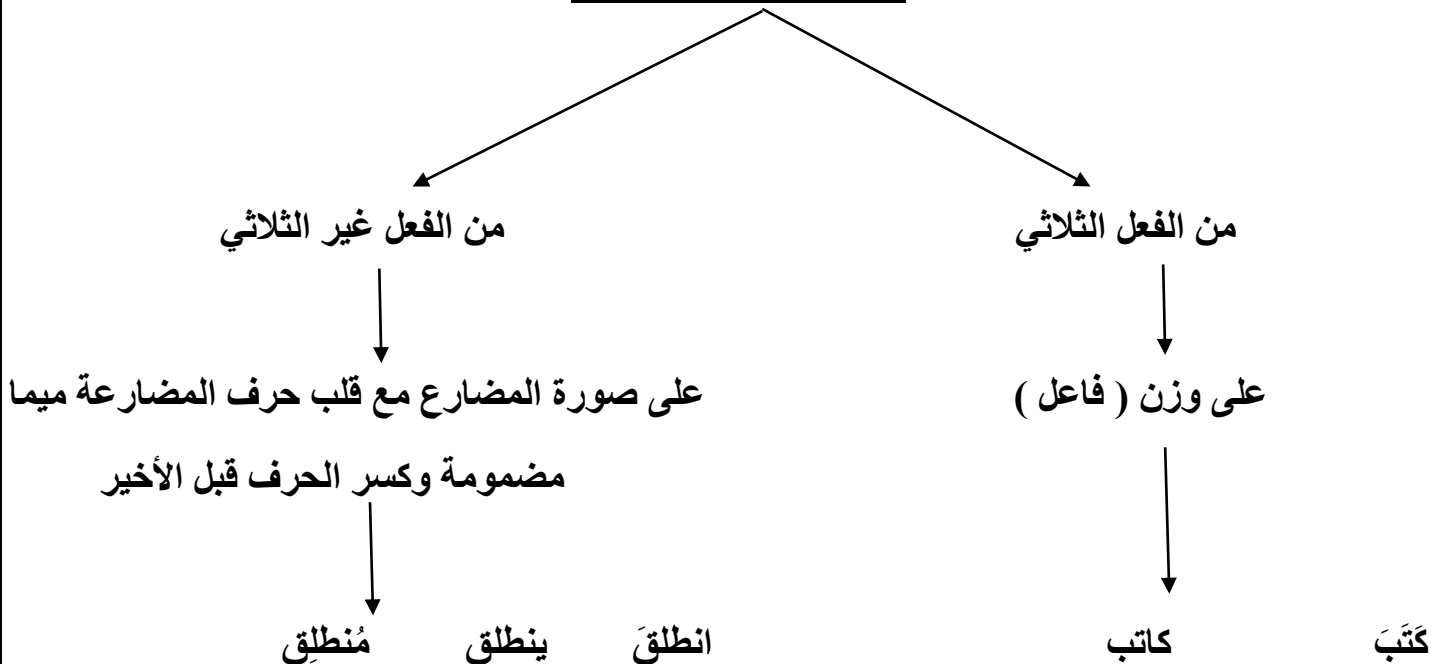 من الفعل الثلاثي
من الفعل غير الثلاثي
على وزن ( فاعل )
على صورة المضارع مع قلب حرف المضارعة ميما
مضمومة وكسر الحرف قبل الأخير
كَتَبَ كاتب
انطلقَ ينطلق مُنطلِق